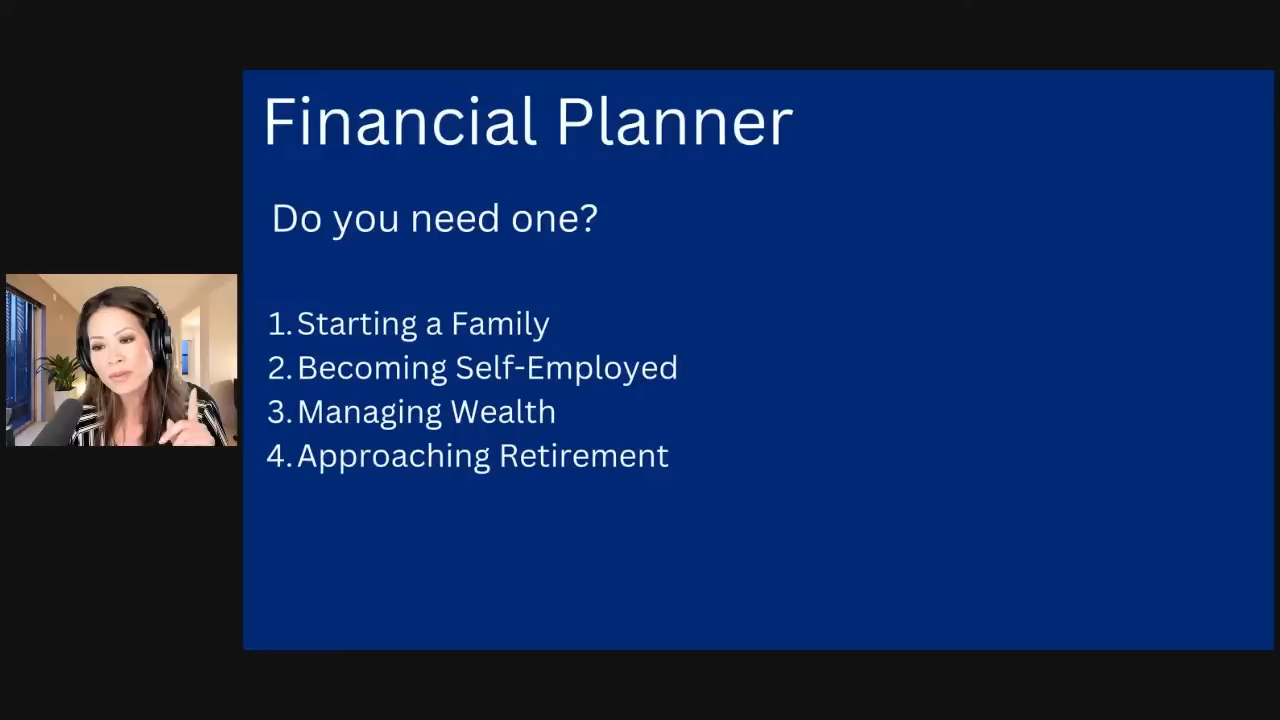 Financial Planner
Do you need one?
1. Starting a Family
2. Becoming Self-Employed
3. Managing Wealth
4. Approaching Retirement